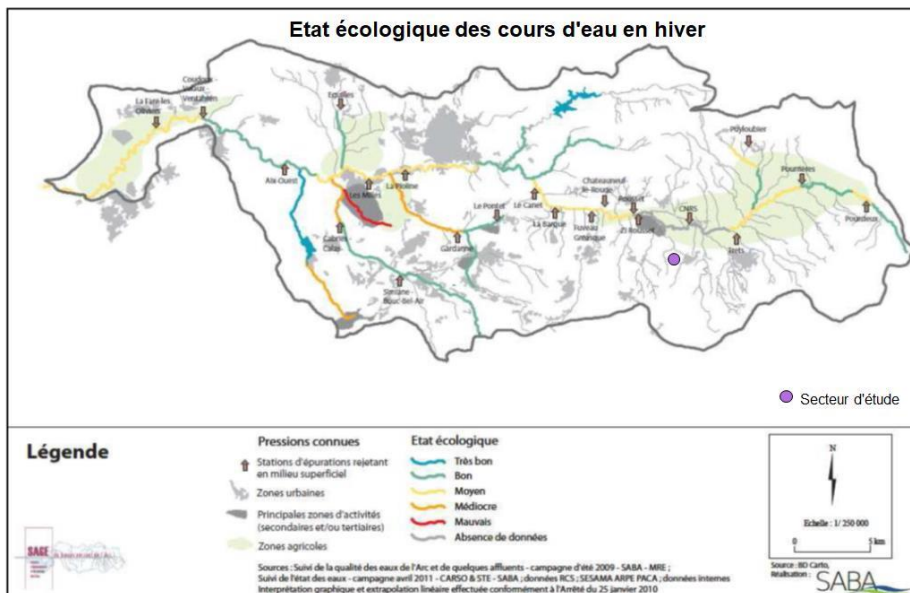 Etat écologique des cours d'eau en hiver
Coudoux-
Velaux-
Ventabren
La Fare-les
Oliviers
Eguilles
Aix-Ouest
Les Milles
La Pioline
Cabriès
Calas
Simiane-
Bouc-Bel-Air
Gardanne
Le Pontet
Le Canet
La Barque
Fuveau
Gréasque
Chateauneuf-
le-Rouge
Rousset
ZI Rousset
CNRS
Trets
Puyloubier
Pourrières
Pourcieux
Secteur d'étude
Légende
Pressions connues
Stations d'épurations rejetant
en milieu superficiel
Zones urbaines
Principales zones d'activités
(secondaires et/ou tertiaires)
Zones agricoles
Etat écologique
Très bon
Bon
Moyen
Médiocre
Mauvais
Absence de données
N
Echelle : 1/ 250 000
0 5 km
SAGE
Sources : Suivi de la qualité des eaux de l'Arc et de quelques affluents - campagne d'été 2009 - SABA - MRE ;
Suivi de l'état des eaux - campagne avril 2011 - CARSO & STE - SABA ; données RCS ; SESAMA ARPE PACA ; données internes
Interprétation graphique et extrapolation linéaire effectuée conformément à l'Arrêté du 25 janvier 2010
Source : BD Carto,
Réalisation :
SABA